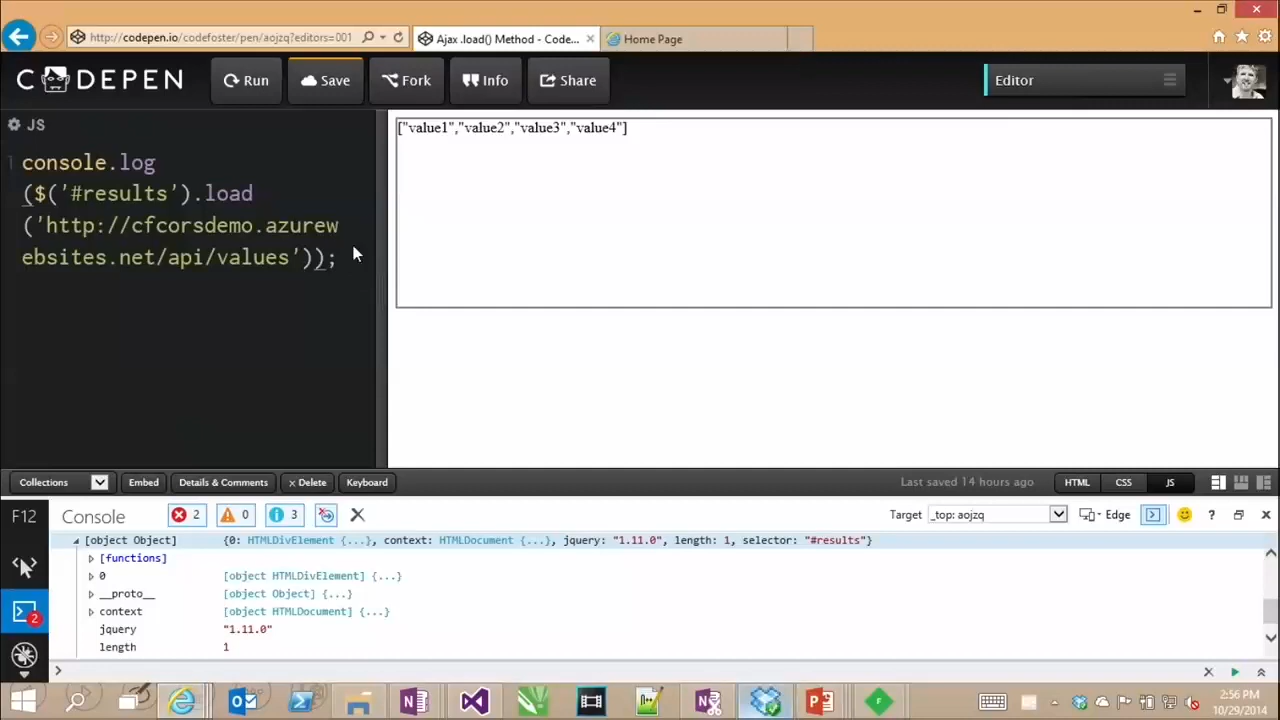 http://codepen.io/codefoster/pen/aojzq?editors=001
Ajax .load() Method - Code...
Home Page
CODEPEN
Run
Save
Fork
Info
Share
Editor
JS
1
console.log
($('#results').load
('http://cfcorsdemo.azurew
ebsites.net/api/values'));
["value1","value2","value3","value4"]
Collections
Embed
Details & Comments
× Delete
Keyboard
Last saved 14 hours ago
HTML
CSS
JS
F12
Console
2
0
3
Target
_top: aojzq
Edge
?
[object Object] {0: HTMLDivElement {...}, context: HTMLDocument {...}, jquery: "1.11.0", length: 1, selector: "#results"}
[functions]
0 [object HTMLDivElement] {...}
__proto__ [object Object] {...}
context [object HTMLDocument] {...}
jquery "1.11.0"
length 1
2
2:56 PM
10/29/2014